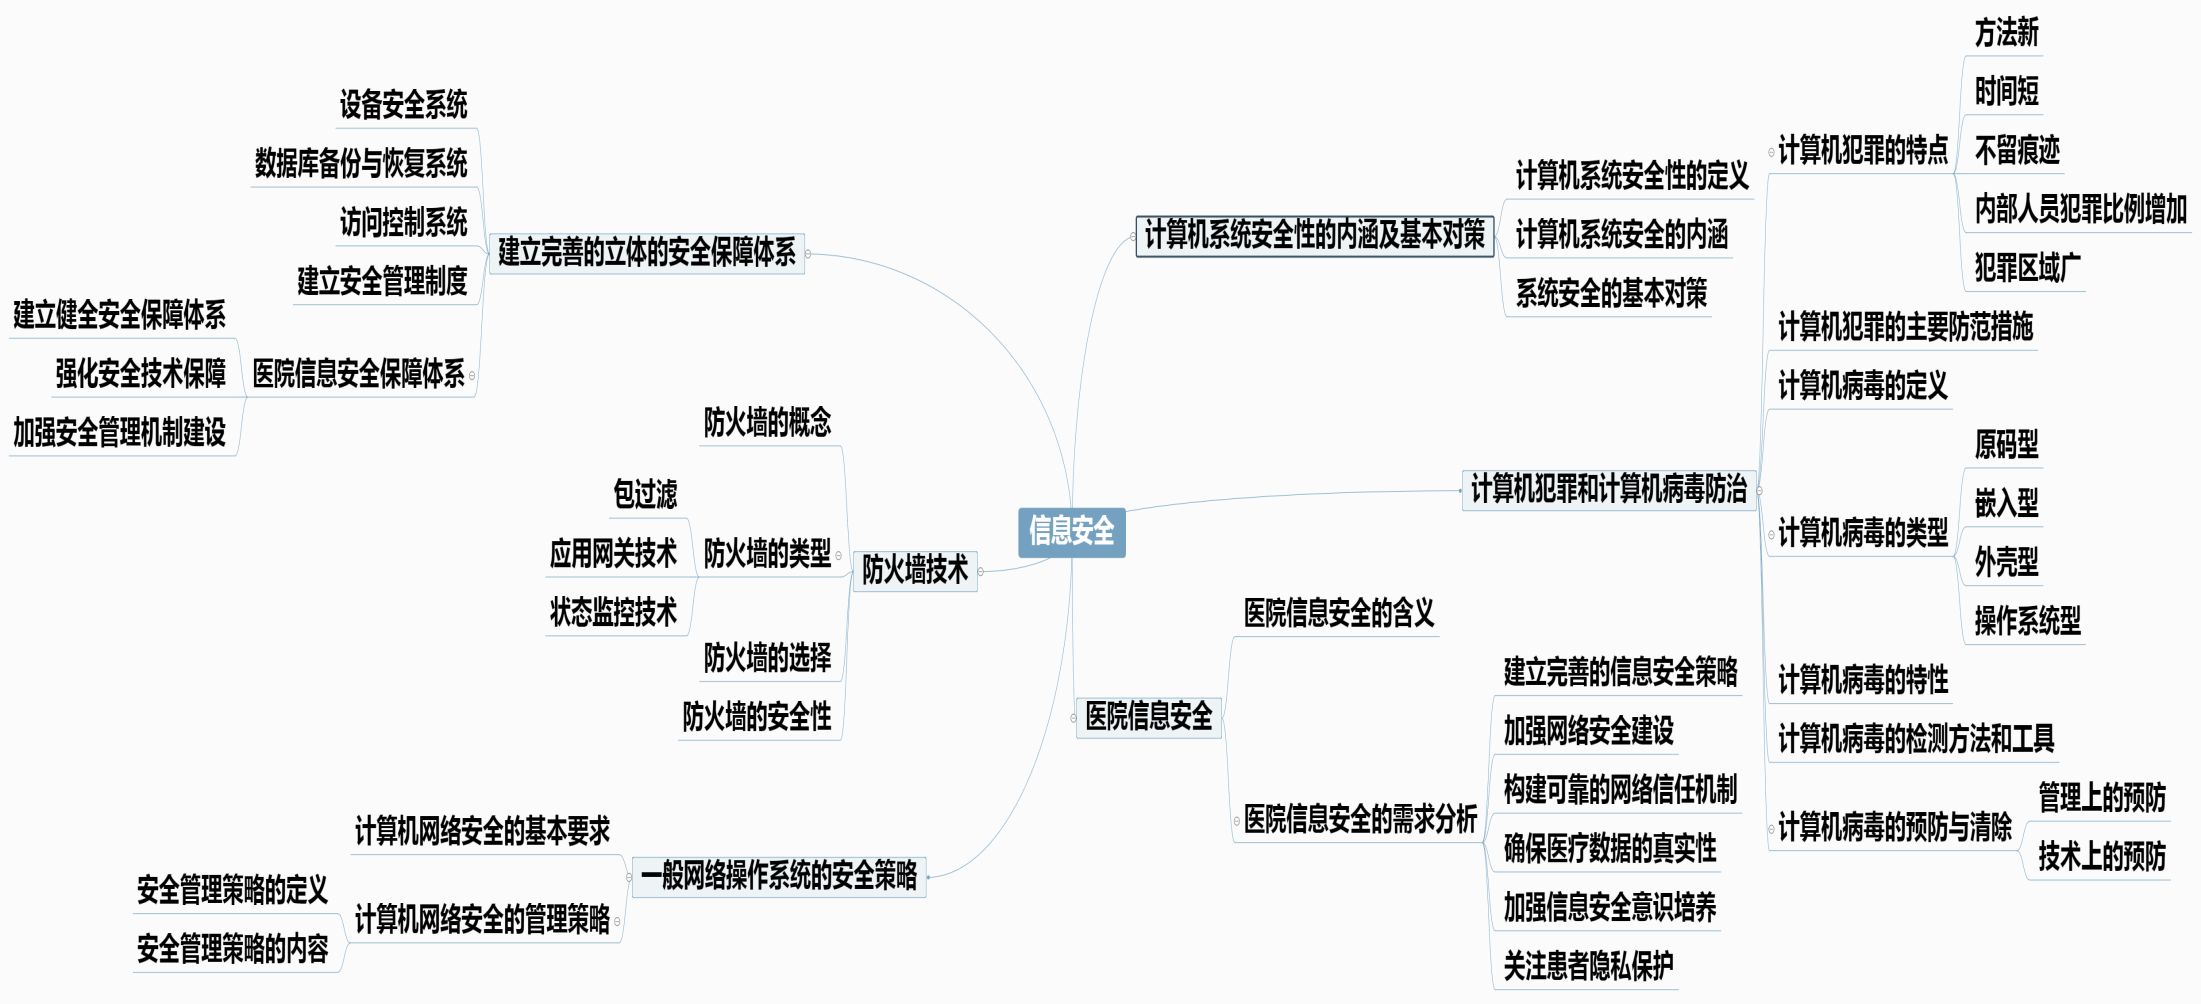 信息安全
计算机系统安全性的内涵及基本对策
计算机系统安全性的定义
计算机系统安全的内涵
系统安全的基本对策
计算机犯罪和计算机病毒防治
计算机犯罪的特点
方法新
时间短
不留痕迹
内部人员犯罪比例增加
犯罪区域广
计算机犯罪的主要防范措施
计算机病毒的定义
计算机病毒的类型
原码型
嵌入型
外壳型
操作系统型
计算机病毒的特性
计算机病毒的检测方法和工具
计算机病毒的预防与清除
管理上的预防
技术上的预防
医院信息安全
医院信息安全的含义
医院信息安全的需求分析
建立完善的信息安全策略
加强网络安全建设
构建可靠的网络信任机制
确保医疗数据的真实性
加强信息安全意识培养
关注患者隐私保护
建立完善的立体的安全保障体系
设备安全系统
数据库备份与恢复系统
访问控制系统
建立安全管理制度
医院信息安全保障体系
建立健全安全保障体系
强化安全技术保障
加强安全管理机制建设
防火墙技术
防火墙的概念
防火墙的类型
包过滤
应用网关技术
状态监控技术
防火墙的选择
防火墙的安全性
一般网络操作系统的安全策略
计算机网络安全的基本要求
计算机网络安全的管理策略
安全管理策略的定义
安全管理策略的内容